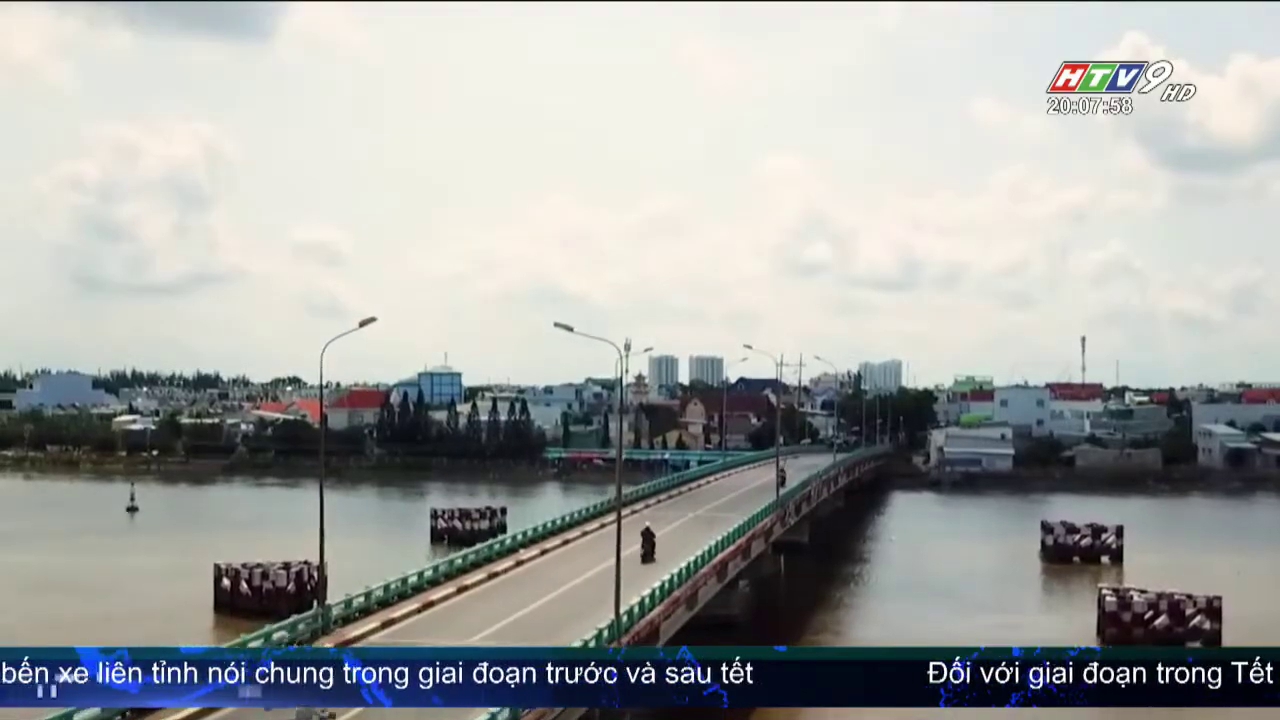 HTV9 HD
20:07:58
bến xe liên tỉnh nói chung trong giai đoạn trước và sau tết Đối với giai đoạn trong Tết